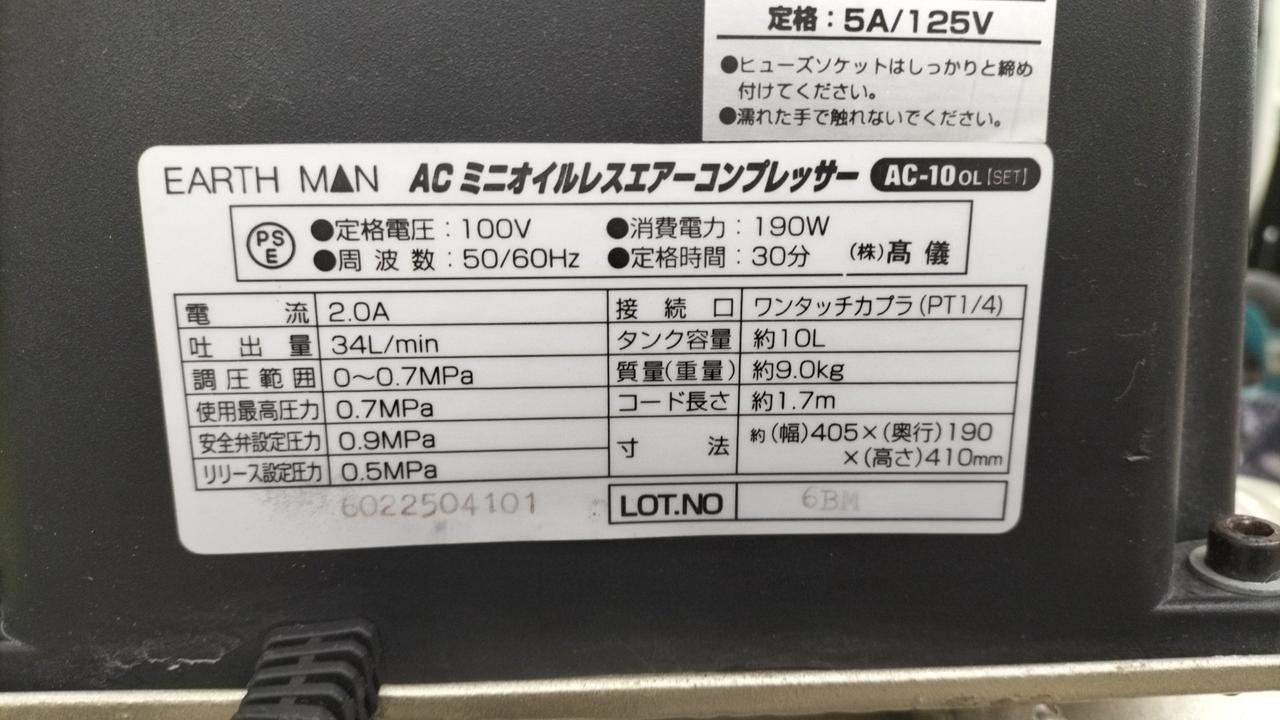 定格：5A/125V
●ヒューズソケットはしっかりと締め
付けてください。
●濡れた手で触れないでください。
EARTH MAN ACミニオイルレスエアーコンプレッサー AC-10OL[SET]
PSE ●定格電圧：100V ●消費電力：190W
●周波数：50/60Hz ●定格時間：30分 (株)髙儀
電流 2.0A 接続口 ワンタッチカプラ(PT1/4)
吐出量 34L/min タンク容量 約10L
調圧範囲 0〜0.7MPa 質量(重量) 約9.0kg
使用最高圧力 0.7MPa コード長さ 約1.7m
安全弁設定圧力 0.9MPa 寸法 約(幅)405×(奥行)190
リリース設定圧力 0.5MPa ×(高さ)410mm
6022504101 LOT.NO 6BM